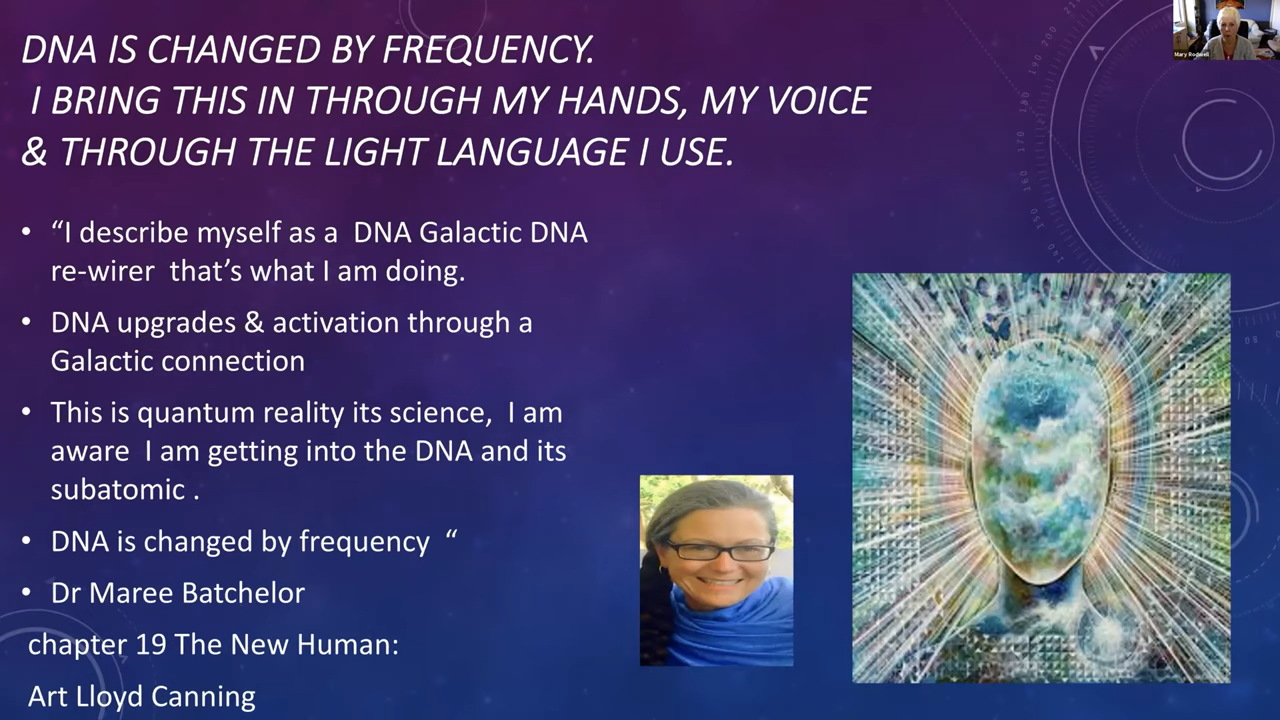 DNA IS CHANGED BY FREQUENCY.
I BRING THIS IN THROUGH MY HANDS, MY VOICE
& THROUGH THE LIGHT LANGUAGE I USE.
• “I describe myself as a DNA Galactic DNA
re-wirer that’s what I am doing.
• DNA upgrades & activation through a
Galactic connection
• This is quantum reality its science, I am
aware I am getting into the DNA and its
subatomic .
• DNA is changed by frequency “
• Dr Maree Batchelor
chapter 19 The New Human:
Art Lloyd Canning
Mary Rodwell